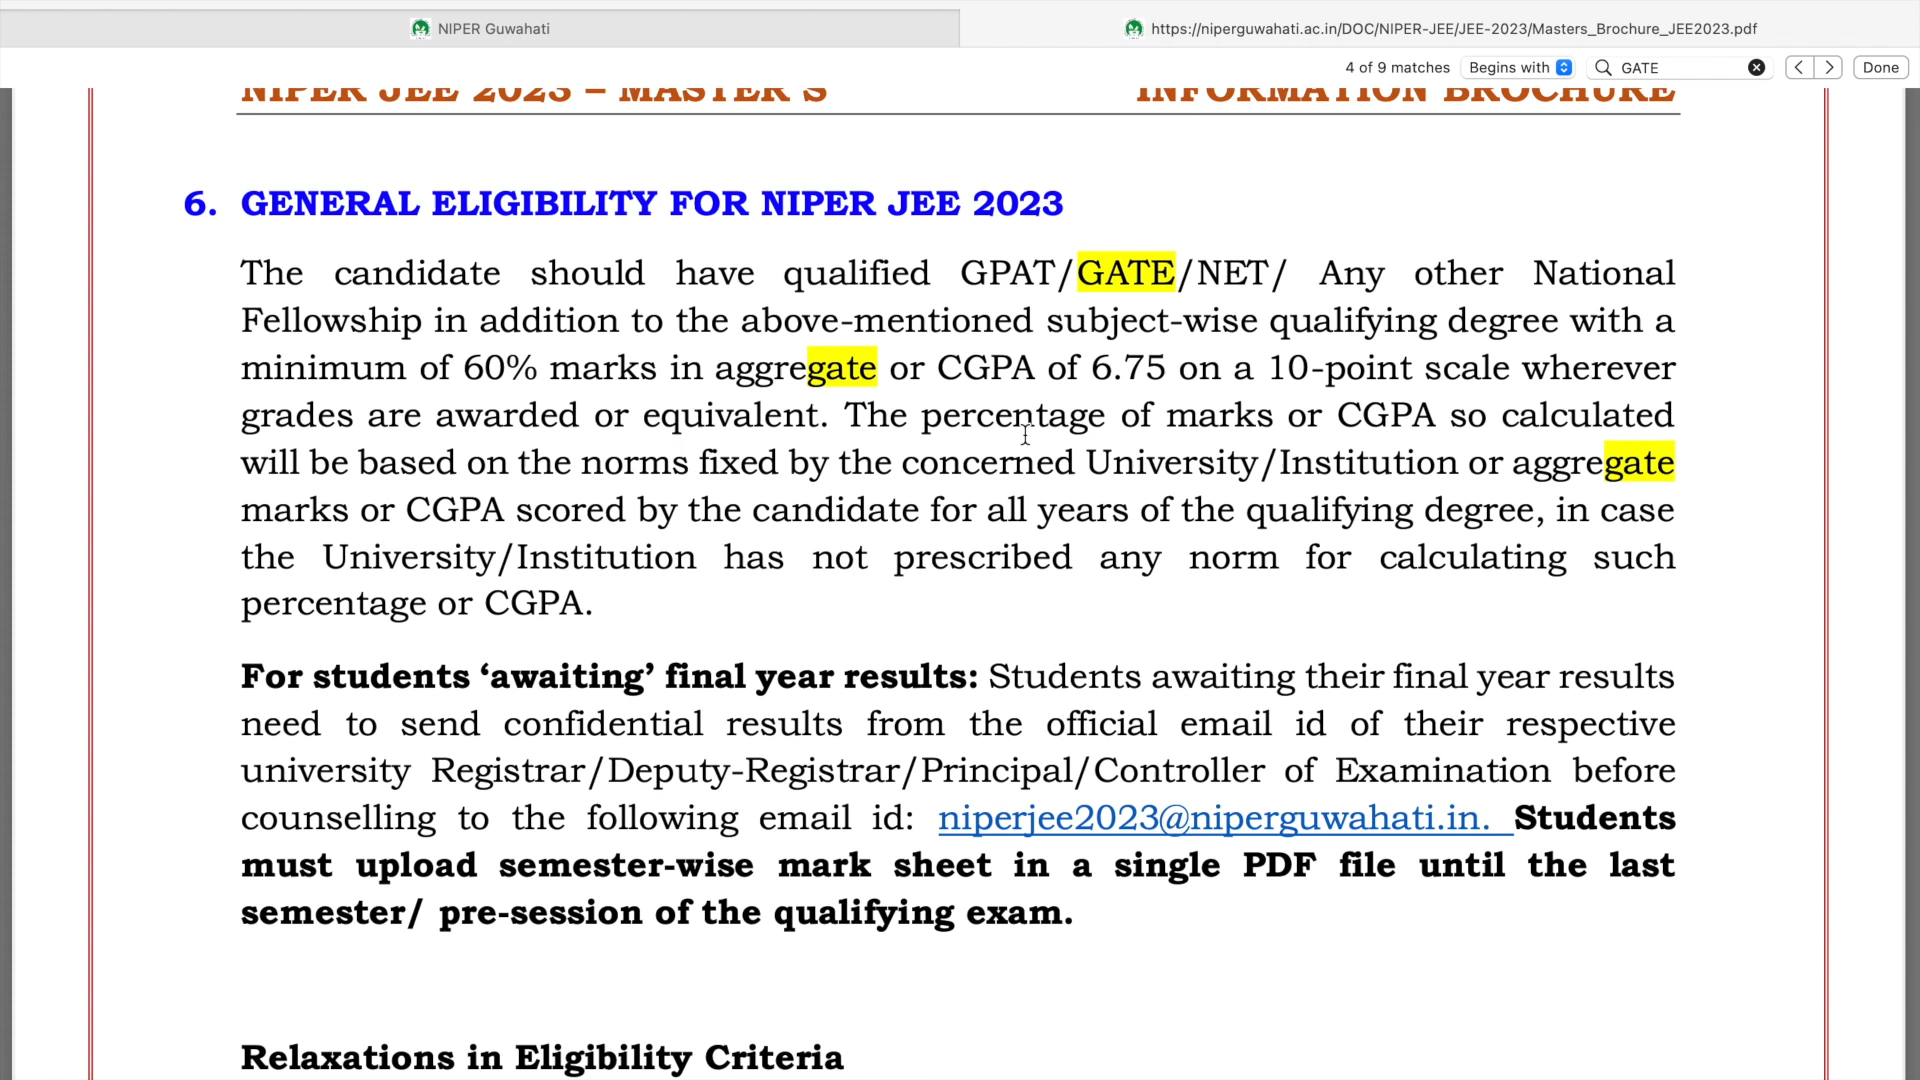 NIPER Guwahati
https://niperguwahati.ac.in/DOC/NIPER-JEE/JEE-2023/Masters_Brochure_JEE2023.pdf
4 of 9 matches Begins with GATE Done
NIPER JEE 2023 – MASTER'S INFORMATION BROCHURE
6. GENERAL ELIGIBILITY FOR NIPER JEE 2023
The candidate should have qualified GPAT/GATE/NET/ Any other National
Fellowship in addition to the above-mentioned subject-wise qualifying degree with a
minimum of 60% marks in aggregate or CGPA of 6.75 on a 10-point scale wherever
grades are awarded or equivalent. The percentage of marks or CGPA so calculated
will be based on the norms fixed by the concerned University/Institution or aggregate
marks or CGPA scored by the candidate for all years of the qualifying degree, in case
the University/Institution has not prescribed any norm for calculating such
percentage or CGPA.
For students ‘awaiting’ final year results: Students awaiting their final year results
need to send confidential results from the official email id of their respective
university Registrar/Deputy-Registrar/Principal/Controller of Examination before
counselling to the following email id: niperjee2023@niperguwahati.in. Students
must upload semester-wise mark sheet in a single PDF file until the last
semester/ pre-session of the qualifying exam.
Relaxations in Eligibility Criteria